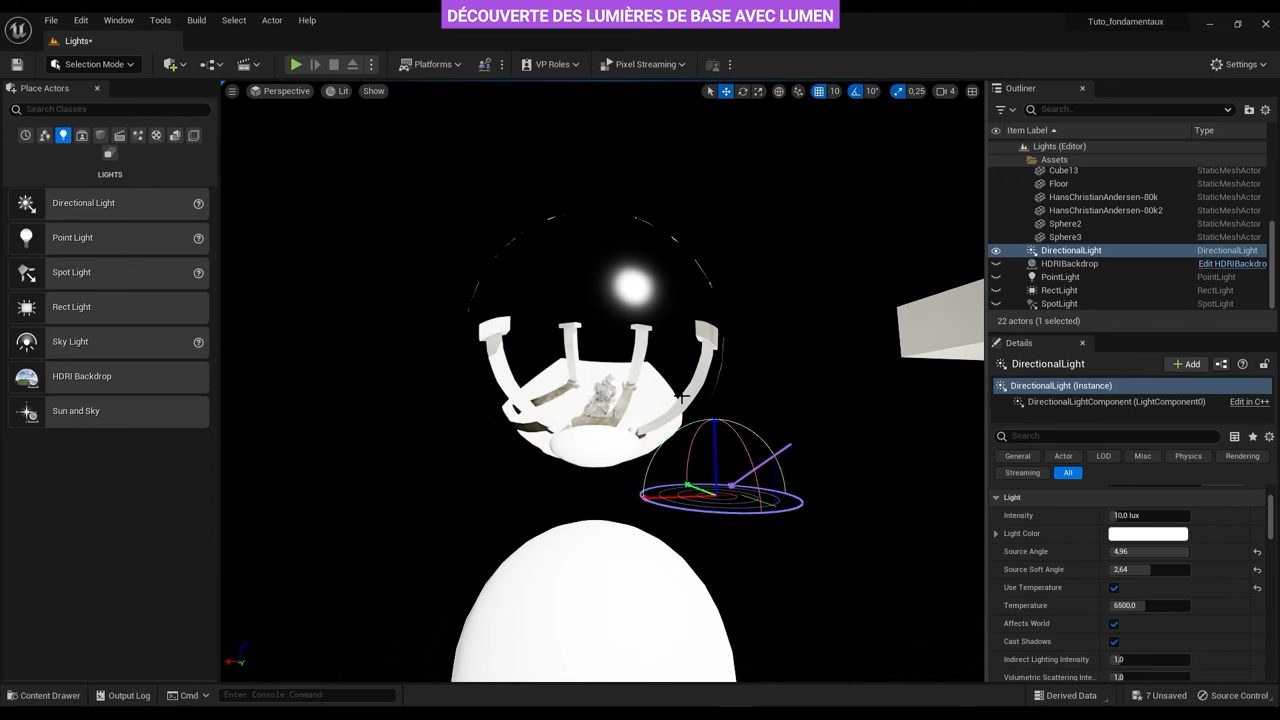 DÉCOUVERTE DES LUMIÈRES DE BASE AVEC LUMEN
File Edit Window Tools Build Select Actor Help
Tuto_fondamentaux
Lights•
Selection Mode
Platforms
VP Roles
Pixel Streaming
Settings
Place Actors
Search Classes
LIGHTS
Directional Light
Point Light
Spot Light
Rect Light
Sky Light
HDRI Backdrop
Sun and Sky
Perspective Lit Show
10 10° 0,25 4
Outliner
Search...
Item Label Type
Lights (Editor)
Assets
Cube13 StaticMeshActor
Floor StaticMeshActor
HansChristianAndersen-80k StaticMeshActor
HansChristianAndersen-80k2 StaticMeshActor
Sphere2 StaticMeshActor
Sphere3 StaticMeshActor
DirectionalLight DirectionalLight
HDRIBackdrop Edit HDRIBackdro
PointLight PointLight
RectLight RectLight
SpotLight SpotLight
22 actors (1 selected)
Details
DirectionalLight
Add
DirectionalLight (Instance)
DirectionalLightComponent (LightComponent0) Edit in C++
Search
General Actor LOD Misc Physics Rendering
Streaming All
Light
Intensity 10,0 lux
Light Color
Source Angle 4,96
Source Soft Angle 2,64
Use Temperature
Temperature 6500,0
Affects World
Cast Shadows
Indirect Lighting Intensity 1,0
Volumetric Scattering Inte... 1,0
Content Drawer Output Log Cmd Enter Console Command
Derived Data 7 Unsaved Source Control